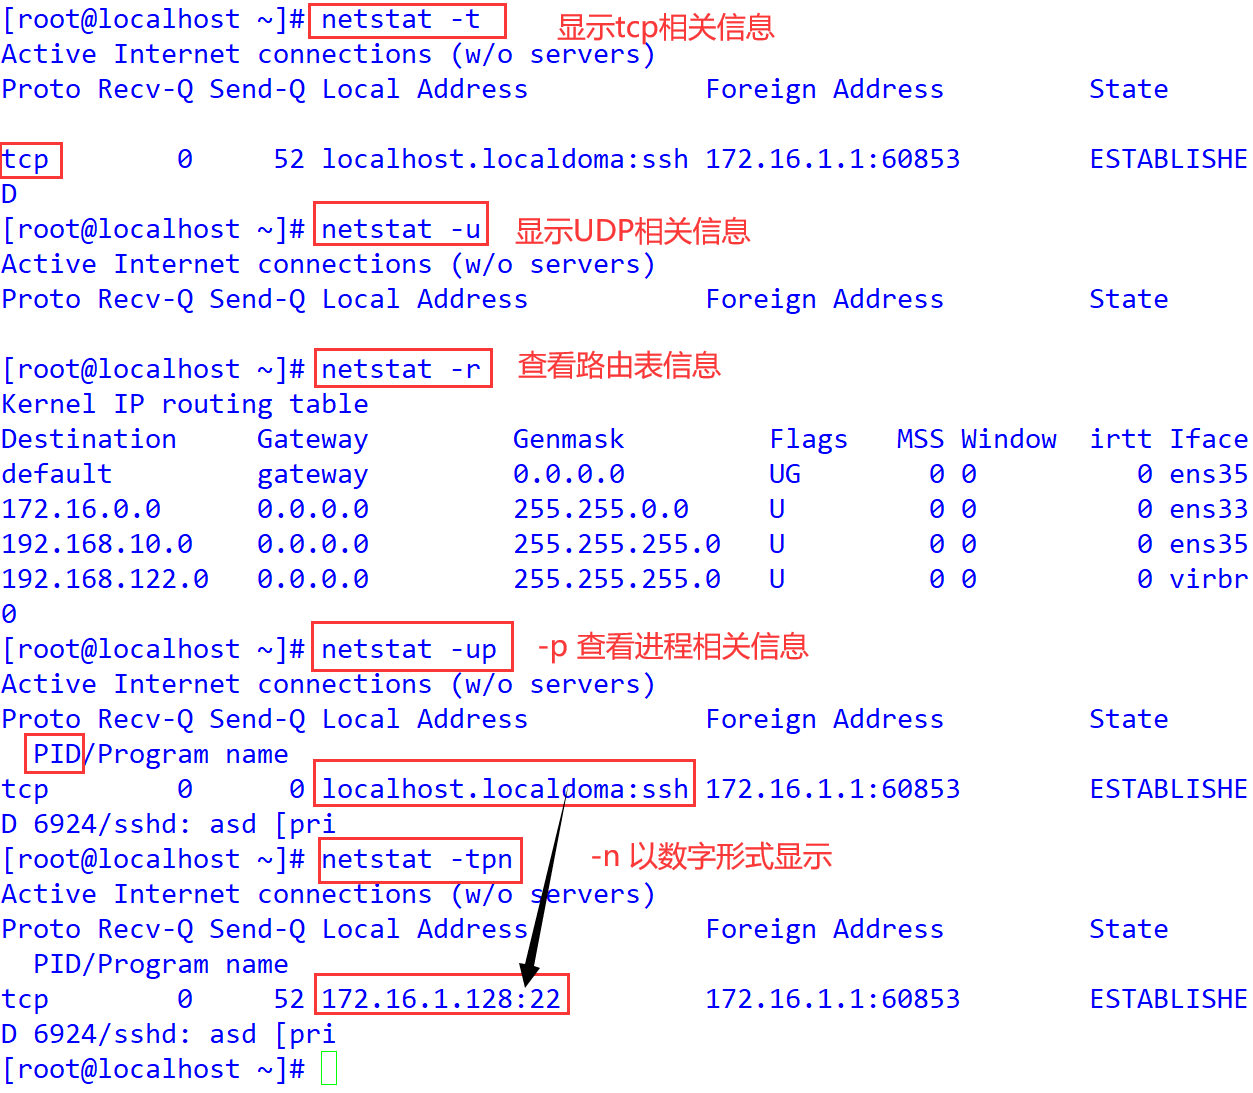 [root@localhost ~]# netstat -t 显示tcp相关信息
Active Internet connections (w/o servers)
Proto Recv-Q Send-Q Local Address           Foreign Address         State
tcp        0     52 localhost.localdoma:ssh 172.16.1.1:60853        ESTABLISHE
D
[root@localhost ~]# netstat -u 显示UDP相关信息
Active Internet connections (w/o servers)
Proto Recv-Q Send-Q Local Address           Foreign Address         State
[root@localhost ~]# netstat -r 查看路由表信息
Kernel IP routing table
Destination     Gateway         Genmask         Flags   MSS Window  irtt Iface
default         gateway         0.0.0.0         UG        0 0          0 ens35
172.16.0.0      0.0.0.0         255.255.0.0     U         0 0          0 ens33
192.168.10.0    0.0.0.0         255.255.255.0   U         0 0          0 ens35
192.168.122.0   0.0.0.0         255.255.255.0   U         0 0          0 virbr
0
[root@localhost ~]# netstat -up -p 查看进程相关信息
Active Internet connections (w/o servers)
Proto Recv-Q Send-Q Local Address           Foreign Address         State
  PID/Program name
tcp        0      0 localhost.localdoma:ssh 172.16.1.1:60853        ESTABLISHE
D 6924/sshd: asd [pri
[root@localhost ~]# netstat -tpn -n 以数字形式显示
Active Internet connections (w/o servers)
Proto Recv-Q Send-Q Local Address           Foreign Address         State
  PID/Program name
tcp        0     52 172.16.1.128:22         172.16.1.1:60853        ESTABLISHE
D 6924/sshd: asd [pri
[root@localhost ~]#